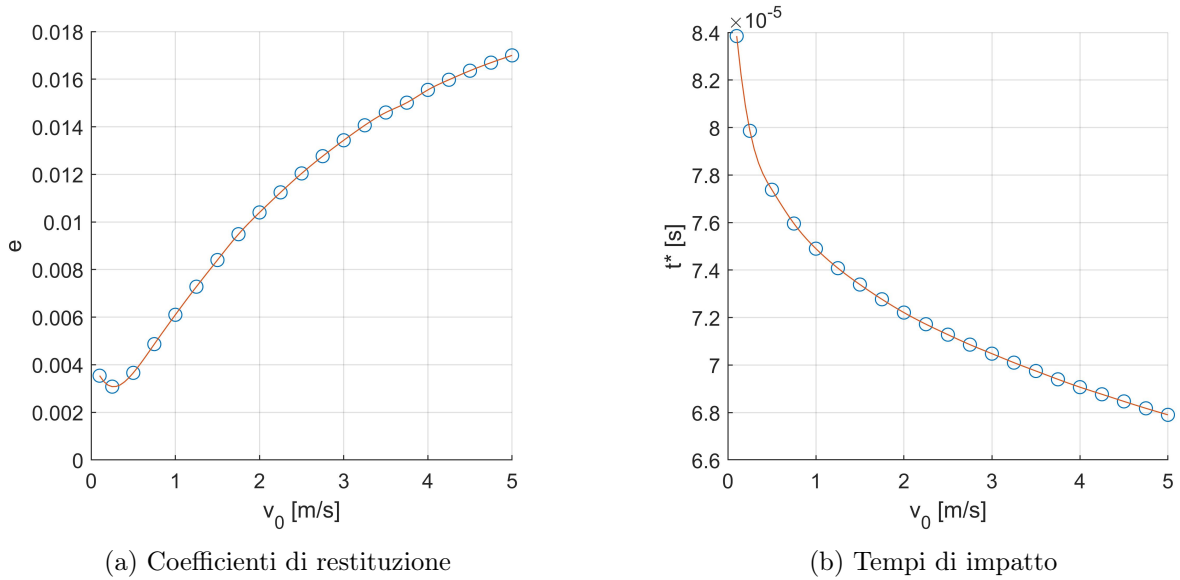 0.018
0.016
0.014
0.012
0.01
0.008
0.006
0.004
0.002
0
e
0 1 2 3 4 5
v0 [m/s]
(a) Coefficienti di restituzione
×10-5
8.4
8.2
8
7.8
7.6
7.4
7.2
7
6.8
6.6
t* [s]
0 1 2 3 4 5
v0 [m/s]
(b) Tempi di impatto